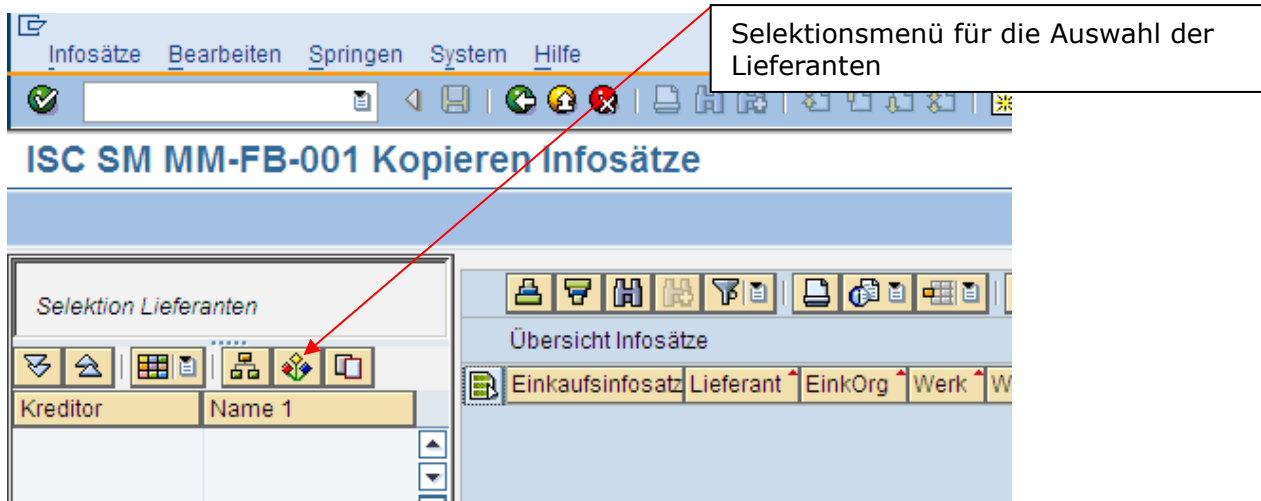 Selektionsmenü für die Auswahl der
Lieferanten
Infosätze Bearbeiten Springen System Hilfe
ISC SM MM-FB-001 Kopieren Infosätze
Selektion Lieferanten
Übersicht Infosätze
Einkaufsinfosatz Lieferant EinkOrg Werk W
Kreditor Name 1